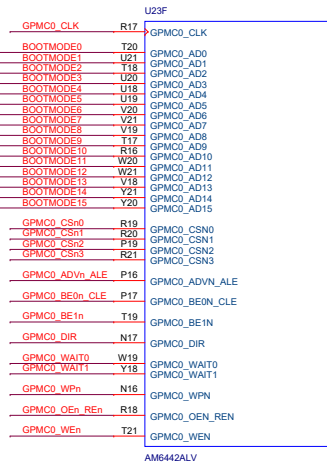 U23F
GPMC0_CLK R17 GPMC0_CLK
BOOTMODE0 T20 GPMC0_AD0
BOOTMODE1 U21 GPMC0_AD1
BOOTMODE2 T18 GPMC0_AD2
BOOTMODE3 U20 GPMC0_AD3
BOOTMODE4 U18 GPMC0_AD4
BOOTMODE5 U19 GPMC0_AD5
BOOTMODE6 V20 GPMC0_AD6
BOOTMODE7 V21 GPMC0_AD7
BOOTMODE8 V19 GPMC0_AD8
BOOTMODE9 T17 GPMC0_AD9
BOOTMODE10 R16 GPMC0_AD10
BOOTMODE11 W20 GPMC0_AD11
BOOTMODE12 W21 GPMC0_AD12
BOOTMODE13 V18 GPMC0_AD13
BOOTMODE14 Y21 GPMC0_AD14
BOOTMODE15 Y20 GPMC0_AD15
GPMC0_CSn0 R19 GPMC0_CSN0
GPMC0_CSn1 R20 GPMC0_CSN1
GPMC0_CSn2 P19 GPMC0_CSN2
GPMC0_CSn3 R21 GPMC0_CSN3
GPMC0_ADVn_ALE P16 GPMC0_ADVN_ALE
GPMC0_BE0n_CLE P17 GPMC0_BE0N_CLE
GPMC0_BE1n T19 GPMC0_BE1N
GPMC0_DIR N17 GPMC0_DIR
GPMC0_WAIT0 W19 GPMC0_WAIT0
GPMC0_WAIT1 Y18 GPMC0_WAIT1
GPMC0_WPn N16 GPMC0_WPN
GPMC0_OEn_REn R18 GPMC0_OEN_REN
GPMC0_WEn T21 GPMC0_WEN
AM6442ALV